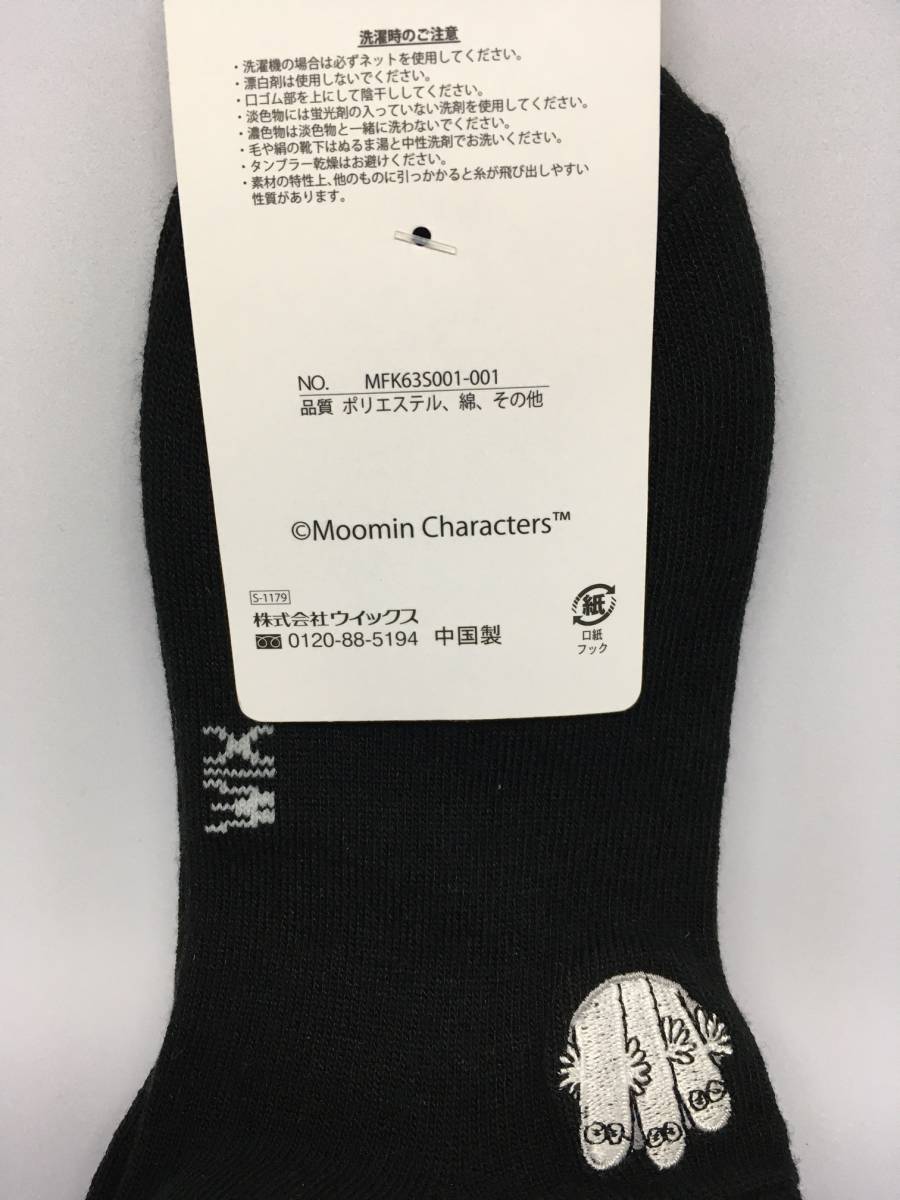 洗濯時のご注意
・洗濯機の場合は必ずネットを使用してください。
・漂白剤は使用しないでください。
・口ゴム部を上にして陰干ししてください。
・淡色物には蛍光剤の入っていない洗剤を使用してください。
・濃色物は淡色物と一緒に洗わないでください。
・毛や絹の靴下はぬるま湯と中性洗剤でお洗いください。
・タンブラー乾燥はお避けください。
・素材の特性上、他のものに引っかかると糸が飛び出しやすい
性質があります。
NO. MFK63S001-001
品質 ポリエステル、綿、その他
©Moomin Characters™
S-1179
株式会社ウイックス
0120-88-5194 中国製
紙
口紙
フック
WIX